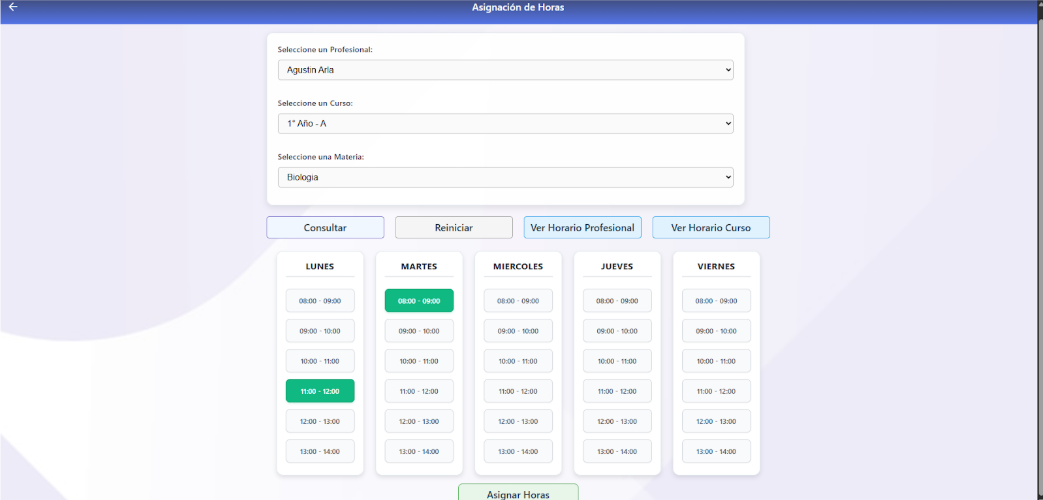 Asignación de Horas
Seleccione un Profesional:
Agustin Arla
Seleccione un Curso:
1° Año - A
Seleccione una Materia:
Biologia
Consultar Reiniciar Ver Horario Profesional Ver Horario Curso
LUNES MARTES MIERCOLES JUEVES VIERNES
08:00 - 09:00 08:00 - 09:00 08:00 - 09:00 08:00 - 09:00 08:00 - 09:00
09:00 - 10:00 09:00 - 10:00 09:00 - 10:00 09:00 - 10:00 09:00 - 10:00
10:00 - 11:00 10:00 - 11:00 10:00 - 11:00 10:00 - 11:00 10:00 - 11:00
11:00 - 12:00 11:00 - 12:00 11:00 - 12:00 11:00 - 12:00 11:00 - 12:00
12:00 - 13:00 12:00 - 13:00 12:00 - 13:00 12:00 - 13:00 12:00 - 13:00
13:00 - 14:00 13:00 - 14:00 13:00 - 14:00 13:00 - 14:00 13:00 - 14:00
Asignar Horas